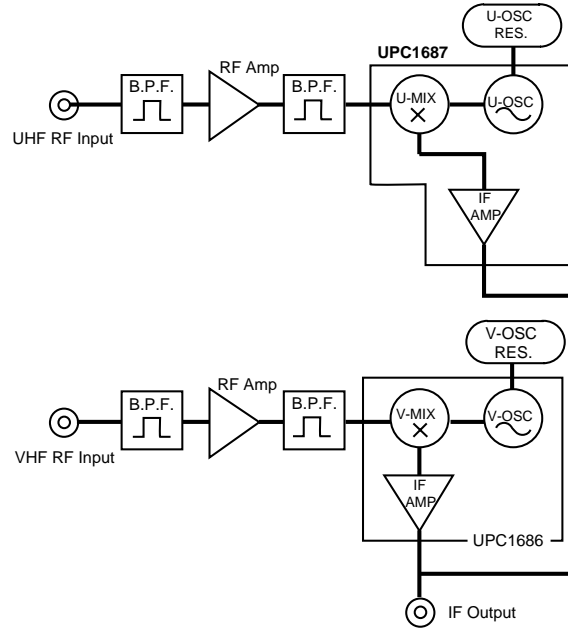 U-OSC
RES.
UPC1687
RF Amp
B.P.F.
B.P.F.
U-MIX
U-OSC
UHF RF Input
IF
AMP
V-OSC
RES.
RF Amp
B.P.F.
B.P.F.
V-MIX
V-OSC
VHF RF Input
IF
AMP
UPC1686
IF Output